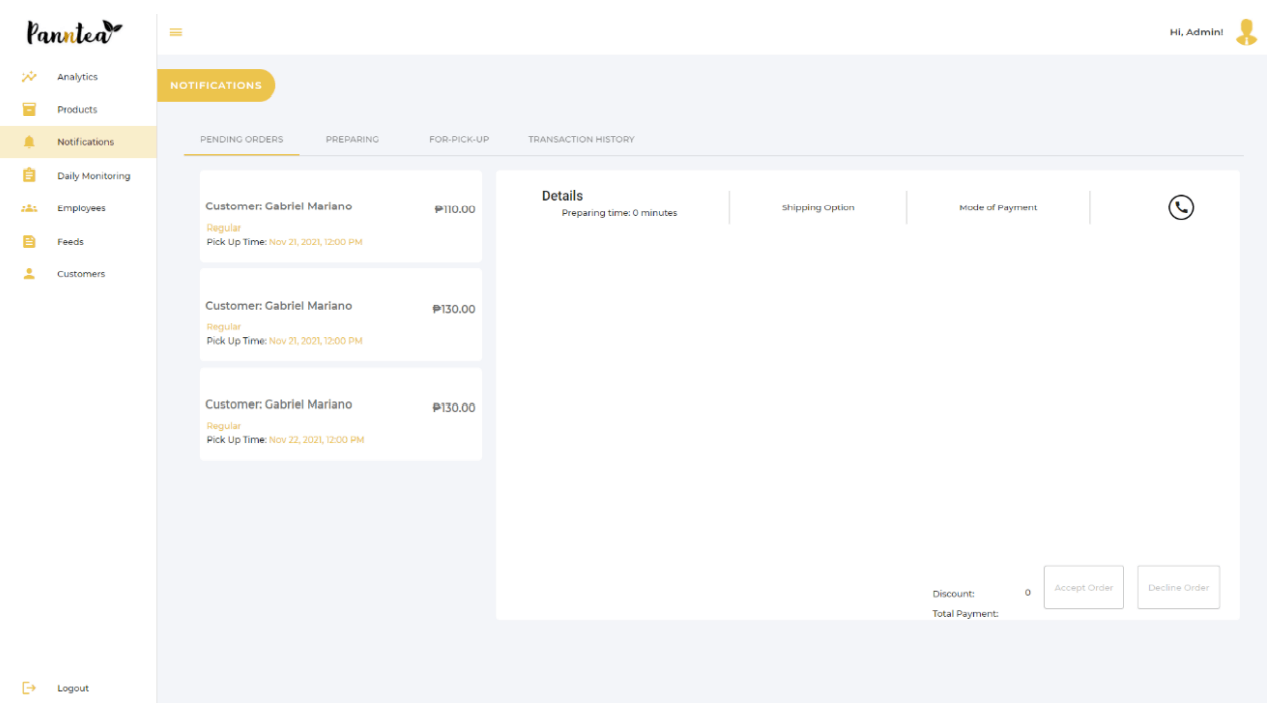 Panntea
Hi, Admin!
Analytics
Products
Notifications
Daily Monitoring
Employees
Feeds
Customers
Logout
NOTIFICATIONS
PENDING ORDERS PREPARING FOR-PICK-UP TRANSACTION HISTORY
Customer: Gabriel Mariano ₱110.00
Regular
Pick Up Time: Nov 21, 2021, 12:00 PM
Customer: Gabriel Mariano ₱130.00
Regular
Pick Up Time: Nov 21, 2021, 12:00 PM
Customer: Gabriel Mariano ₱130.00
Regular
Pick Up Time: Nov 22, 2021, 12:00 PM
Details
Preparing time: 0 minutes
Shipping Option
Mode of Payment
Discount: 0
Total Payment:
Accept Order
Decline Order